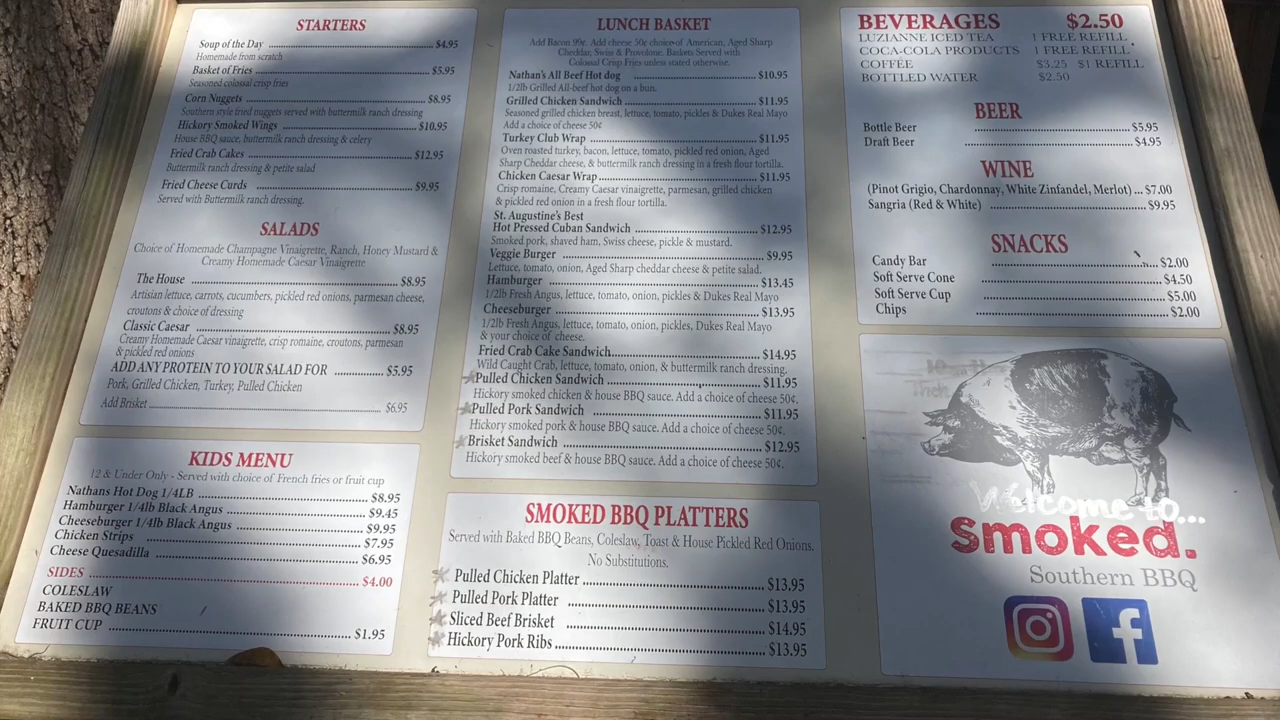 STARTERS
Soup of the Day $4.95
Homemade from scratch
Basket of Fries $5.95
Seasoned colossal crisp fries
Corn Nuggets $8.95
Southern style fried nuggets served with buttermilk ranch dressing
Hickory Smoked Wings $10.95
House BBQ sauce, buttermilk ranch dressing & celery
Fried Crab Cakes $12.95
Buttermilk ranch dressing & petite salad
Fried Cheese Curds $9.95
Served with Buttermilk ranch dressing.
SALADS
Choice of Homemade Champagne Vinaigrette, Ranch, Honey Mustard &
Creamy Homemade Caesar Vinaigrette
The House $8.95
Artisian lettuce, carrots, cucumbers, pickled red onions, parmesan cheese,
croutons & choice of dressing
Classic Caesar $8.95
Creamy Homemade Caesar vinaigrette, crisp romaine, croutons, parmesan
& pickled red onions
ADD ANY PROTEIN TO YOUR SALAD FOR $5.95
Pork, Grilled Chicken, Turkey, Pulled Chicken
Add Brisket $6.95
KIDS MENU
12 & Under Only - Served with choice of French fries or fruit cup
Nathans Hot Dog 1/4LB $8.95
Hamburger 1/4lb Black Angus $9.45
Cheeseburger 1/4lb Black Angus $9.95
Chicken Strips $7.95
Cheese Quesadilla $6.95
SIDES $4.00
COLESLAW
BAKED BBQ BEANS
FRUIT CUP $1.95
LUNCH BASKET
Add Bacon 99¢. Add cheese 50¢ choice of American, Aged Sharp
Cheddar, Swiss & Provolone. Baskets Served with
Colossal Crisp Fries unless stated otherwise.
Nathan's All Beef Hot dog $10.95
1/2lb Grilled All-beef hot dog on a bun.
Grilled Chicken Sandwich $11.95
Seasoned grilled chicken breast, lettuce, tomato, pickles & Dukes Real Mayo
Add a choice of cheese 50¢
Turkey Club Wrap $11.95
Oven roasted turkey, bacon, lettuce, tomato, pickled red onion, Aged
Sharp Cheddar cheese, & buttermilk ranch dressing in a fresh flour tortilla.
Chicken Caesar Wrap $11.95
Crisp romaine, Creamy Caesar vinaigrette, parmesan, grilled chicken
& pickled red onion in a fresh flour tortilla.
St. Augustine's Best
Hot Pressed Cuban Sandwich $12.95
Smoked pork, shaved ham, Swiss cheese, pickle & mustard.
Veggie Burger $9.95
Lettuce, tomato, onion, Aged Sharp cheddar cheese & petite salad.
Hamburger $13.45
1/2lb Fresh Angus, lettuce, tomato, onion, pickles & Dukes Real Mayo
Cheeseburger $13.95
1/2lb Fresh Angus, lettuce, tomato, onion, pickles, Dukes Real Mayo
& your choice of cheese.
Fried Crab Cake Sandwich $14.95
Wild Caught Crab, lettuce, tomato, onion, & buttermilk ranch dressing.
Pulled Chicken Sandwich $11.95
Hickory smoked chicken & house BBQ sauce. Add a choice of cheese 50¢.
Pulled Pork Sandwich $11.95
Hickory smoked pork & house BBQ sauce. Add a choice of cheese 50¢.
Brisket Sandwich $12.95
Hickory smoked beef & house BBQ sauce. Add a choice of cheese 50¢.
SMOKED BBQ PLATTERS
Served with Baked BBQ Beans, Coleslaw, Toast & House Pickled Red Onions.
No Substitutions.
Pulled Chicken Platter $13.95
Pulled Pork Platter $13.95
Sliced Beef Brisket $14.95
Hickory Pork Ribs $13.95
BEVERAGES $2.50
LUZIANNE ICED TEA 1 FREE REFILL
COCA-COLA PRODUCTS 1 FREE REFILL
COFFEE $3.25 $1 REFILL
BOTTLED WATER $2.50
BEER
Bottle Beer $5.95
Draft Beer $4.95
WINE
(Pinot Grigio, Chardonnay, White Zinfandel, Merlot) ... $7.00
Sangria (Red & White) $9.95
SNACKS
Candy Bar $2.00
Soft Serve Cone $4.50
Soft Serve Cup $5.00
Chips $2.00
Welcome to...
Smoked.
Southern BBQ